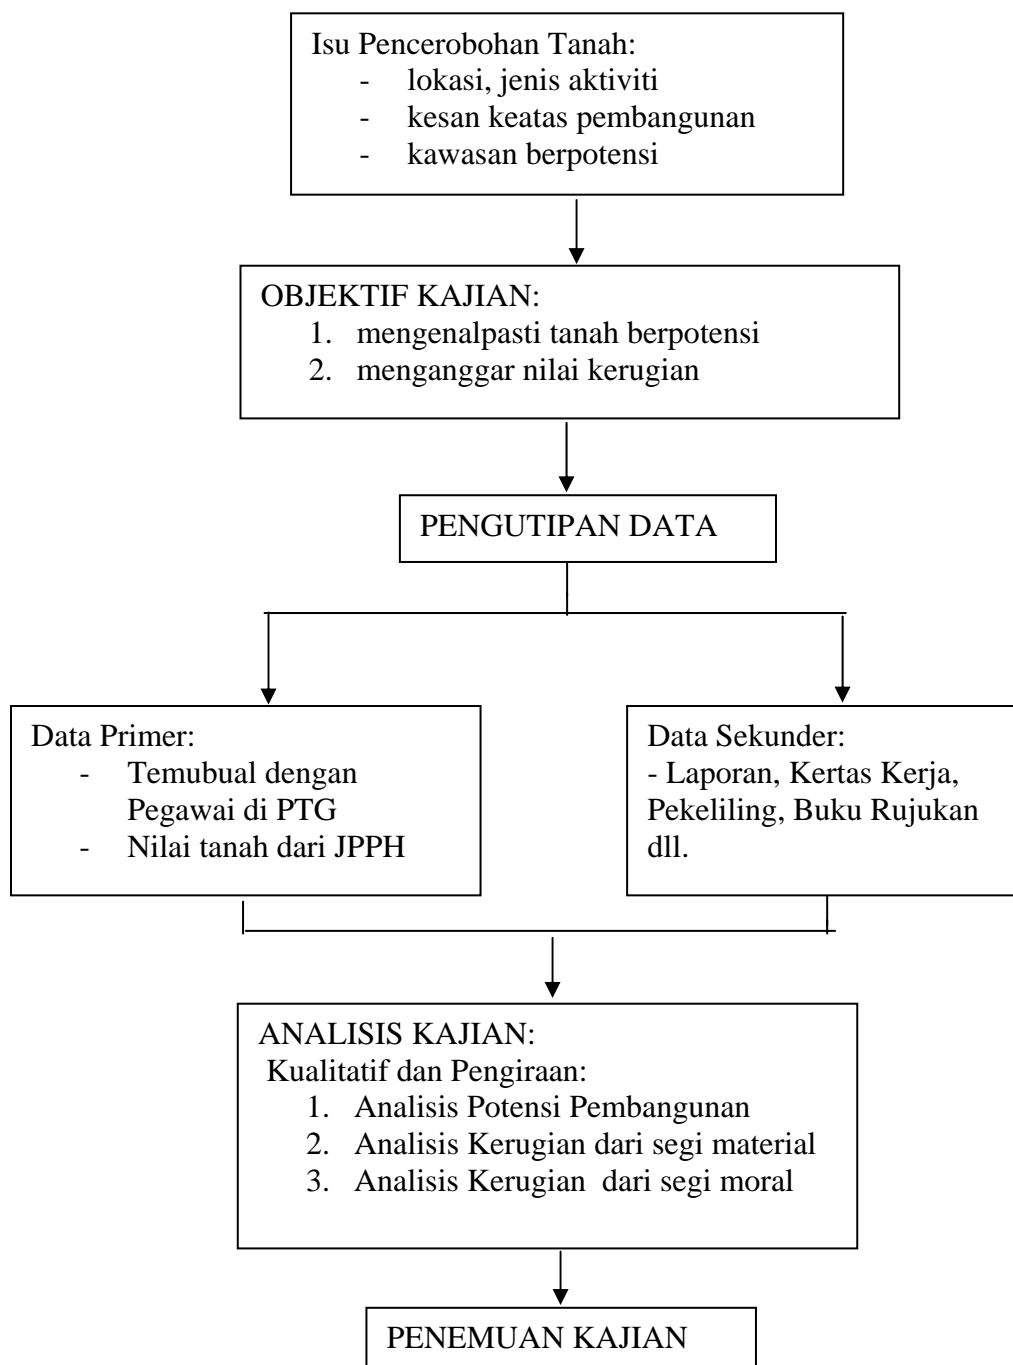 Isu Pencerobohan Tanah:
- lokasi, jenis aktiviti
- kesan keatas pembangunan
- kawasan berpotensi
OBJEKTIF KAJIAN:
1. mengenalpasti tanah berpotensi
2. menganggar nilai kerugian
PENGUTIPAN DATA
Data Primer:
- Temubual dengan
Pegawai di PTG
- Nilai tanah dari JPPH
Data Sekunder:
- Laporan, Kertas Kerja,
Pekeliling, Buku Rujukan
dll.
ANALISIS KAJIAN:
Kualitatif dan Pengiraan:
1. Analisis Potensi Pembangunan
2. Analisis Kerugian dari segi material
3. Analisis Kerugian dari segi moral
PENEMUAN KAJIAN